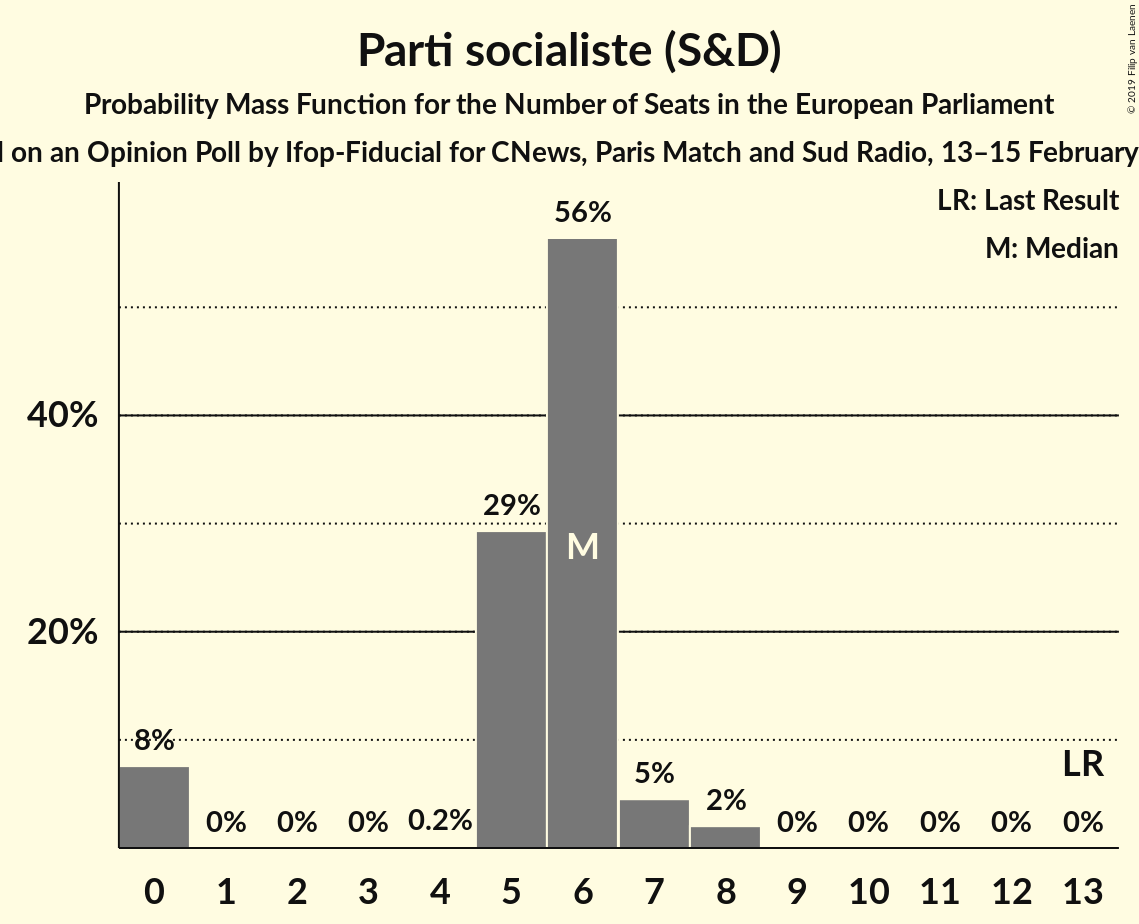 Parti socialiste (S&D)
Probability Mass Function for the Number of Seats in the European Parliament
on an Opinion Poll by Ifop-Fiducial for CNews, Paris Match and Sud Radio, 13–15 February
© 2019 Filip van Laenen
LR: Last Result
M: Median
56%
40%
29%
M
20%
8%
LR
5%
2%
0% 0% 0% 0.2% 0% 0% 0% 0% 0%
0 1 2 3 4 5 6 7 8 9 10 11 12 13